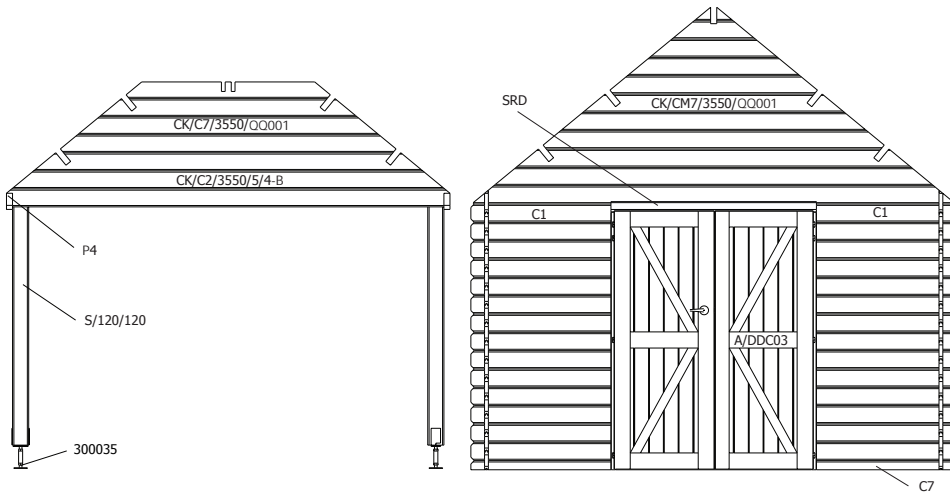 CK/C7/3550/QQ001
CK/C2/3550/5/4-B
P4
S/120/120
300035
SRD
CK/CM7/3550/QQ001
C1
C1
A/DDC03
C7